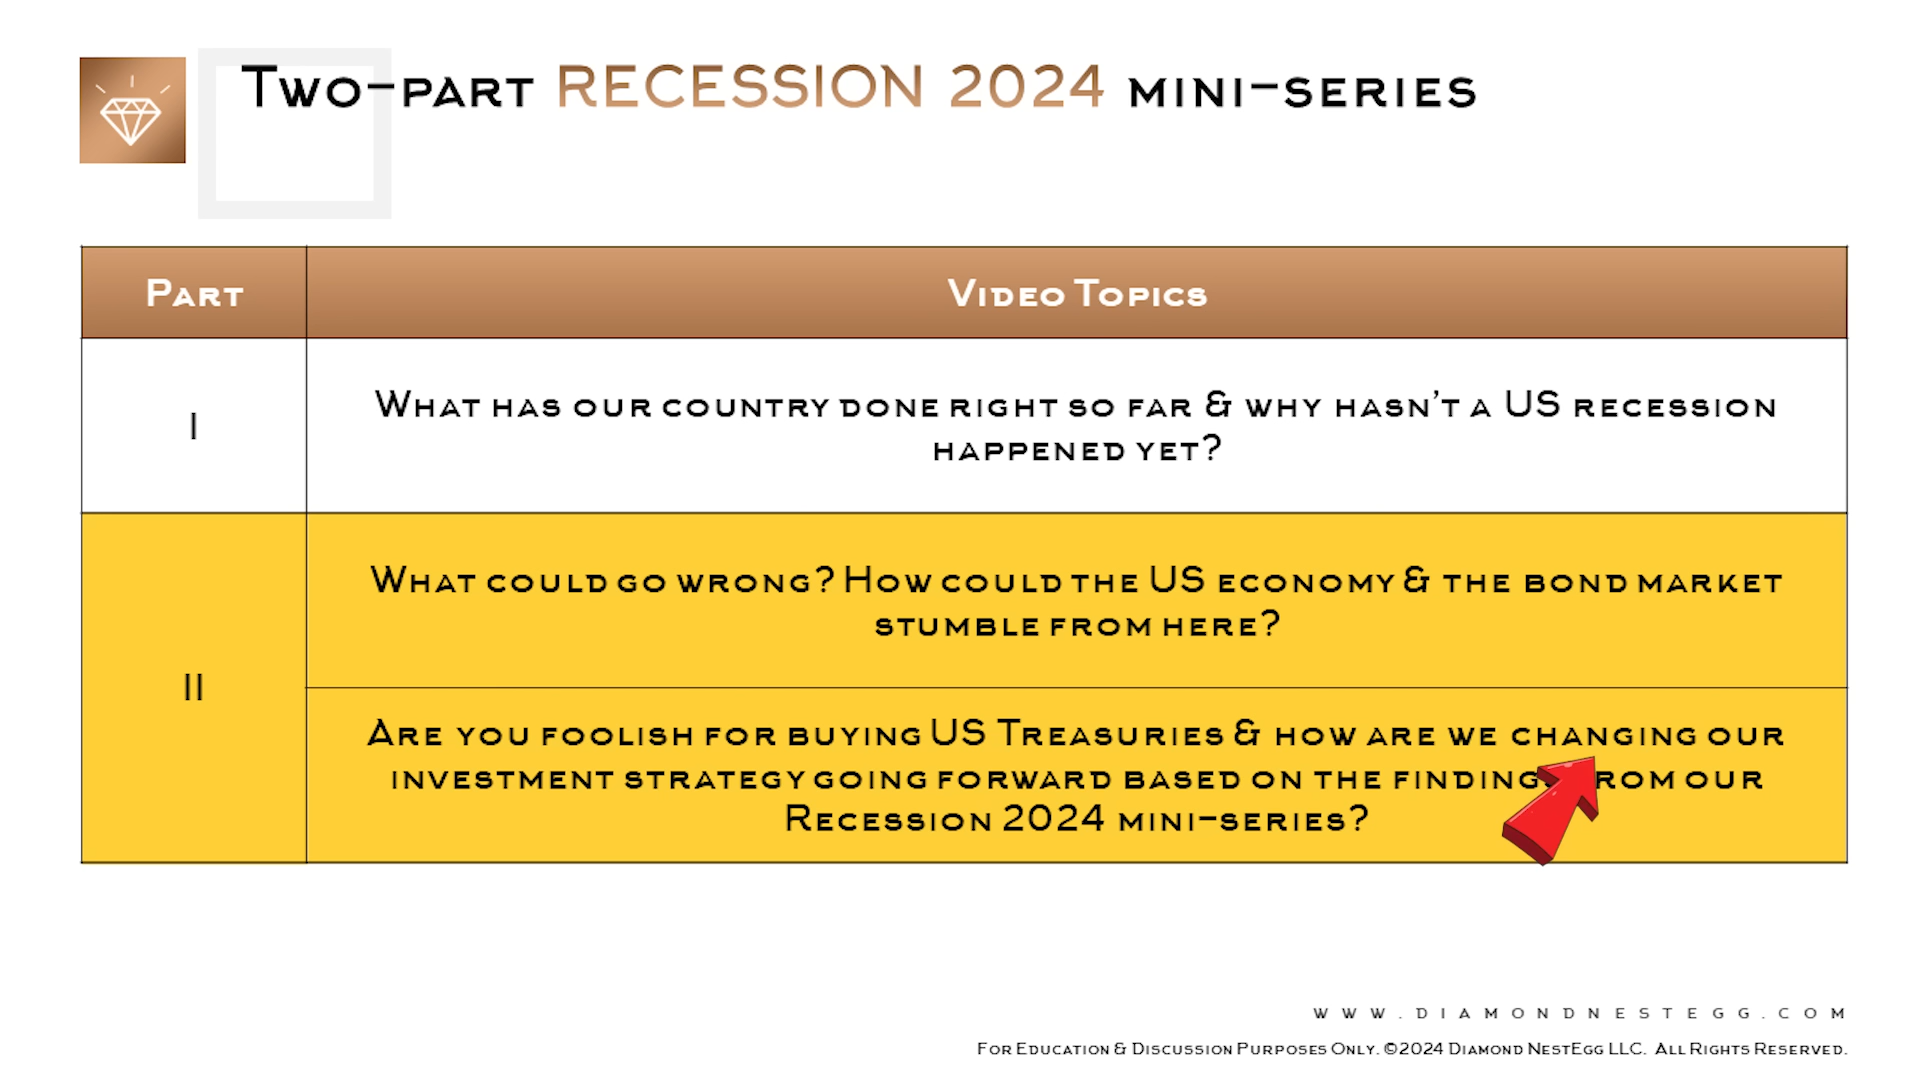 Two-part RECESSION 2024 mini-series
Part
Video Topics
I
What has our country done right so far & why hasn't a US recession
happened yet?
II
What could go wrong? How could the US economy & the bond market
stumble from here?
Are you foolish for buying US Treasuries & how are we changing our
investment strategy going forward based on the findings from our
Recession 2024 mini-series?
www.diamondnestegg.com
For Education & Discussion Purposes Only. ©2024 Diamond NestEgg LLC. All Rights Reserved.